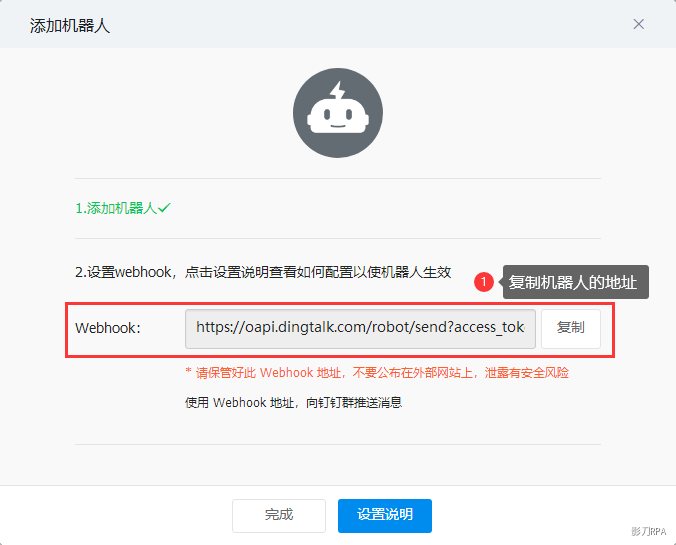 添加机器人
1.添加机器人
2.设置webhook，点击设置说明查看如何配置以使机器人生效
1 复制机器人的地址
Webhook： https://oapi.dingtalk.com/robot/send?access_tok 复制
* 请保管好此 Webhook 地址，不要公布在外部网站上，泄露有安全风险
使用 Webhook 地址，向钉钉群推送消息
完成 设置说明
影刀RPA